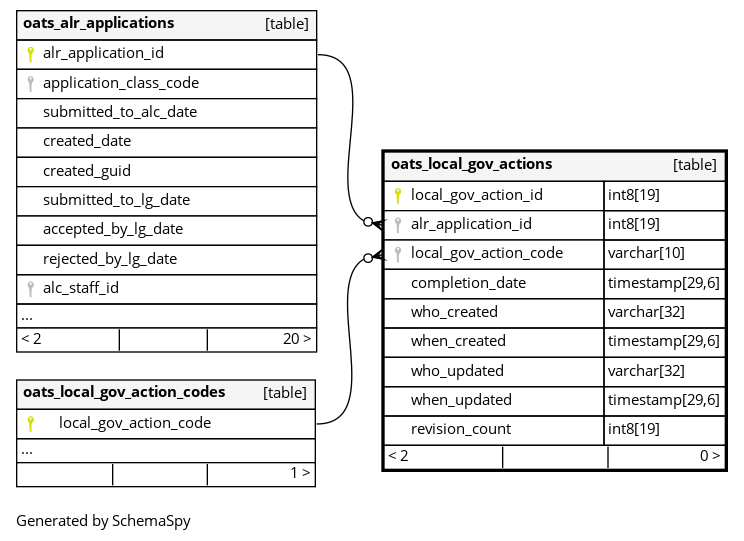 oats_alr_applications [table]
alr_application_id
application_class_code
submitted_to_alc_date
created_date
created_guid
submitted_to_lg_date
accepted_by_lg_date
rejected_by_lg_date
alc_staff_id
...
< 2 20 >
oats_local_gov_action_codes [table]
local_gov_action_code
...
1 >
oats_local_gov_actions [table]
local_gov_action_id int8[19]
alr_application_id int8[19]
local_gov_action_code varchar[10]
completion_date timestamp[29,6]
who_created varchar[32]
when_created timestamp[29,6]
who_updated varchar[32]
when_updated timestamp[29,6]
revision_count int8[19]
< 2 0 >
Generated by SchemaSpy